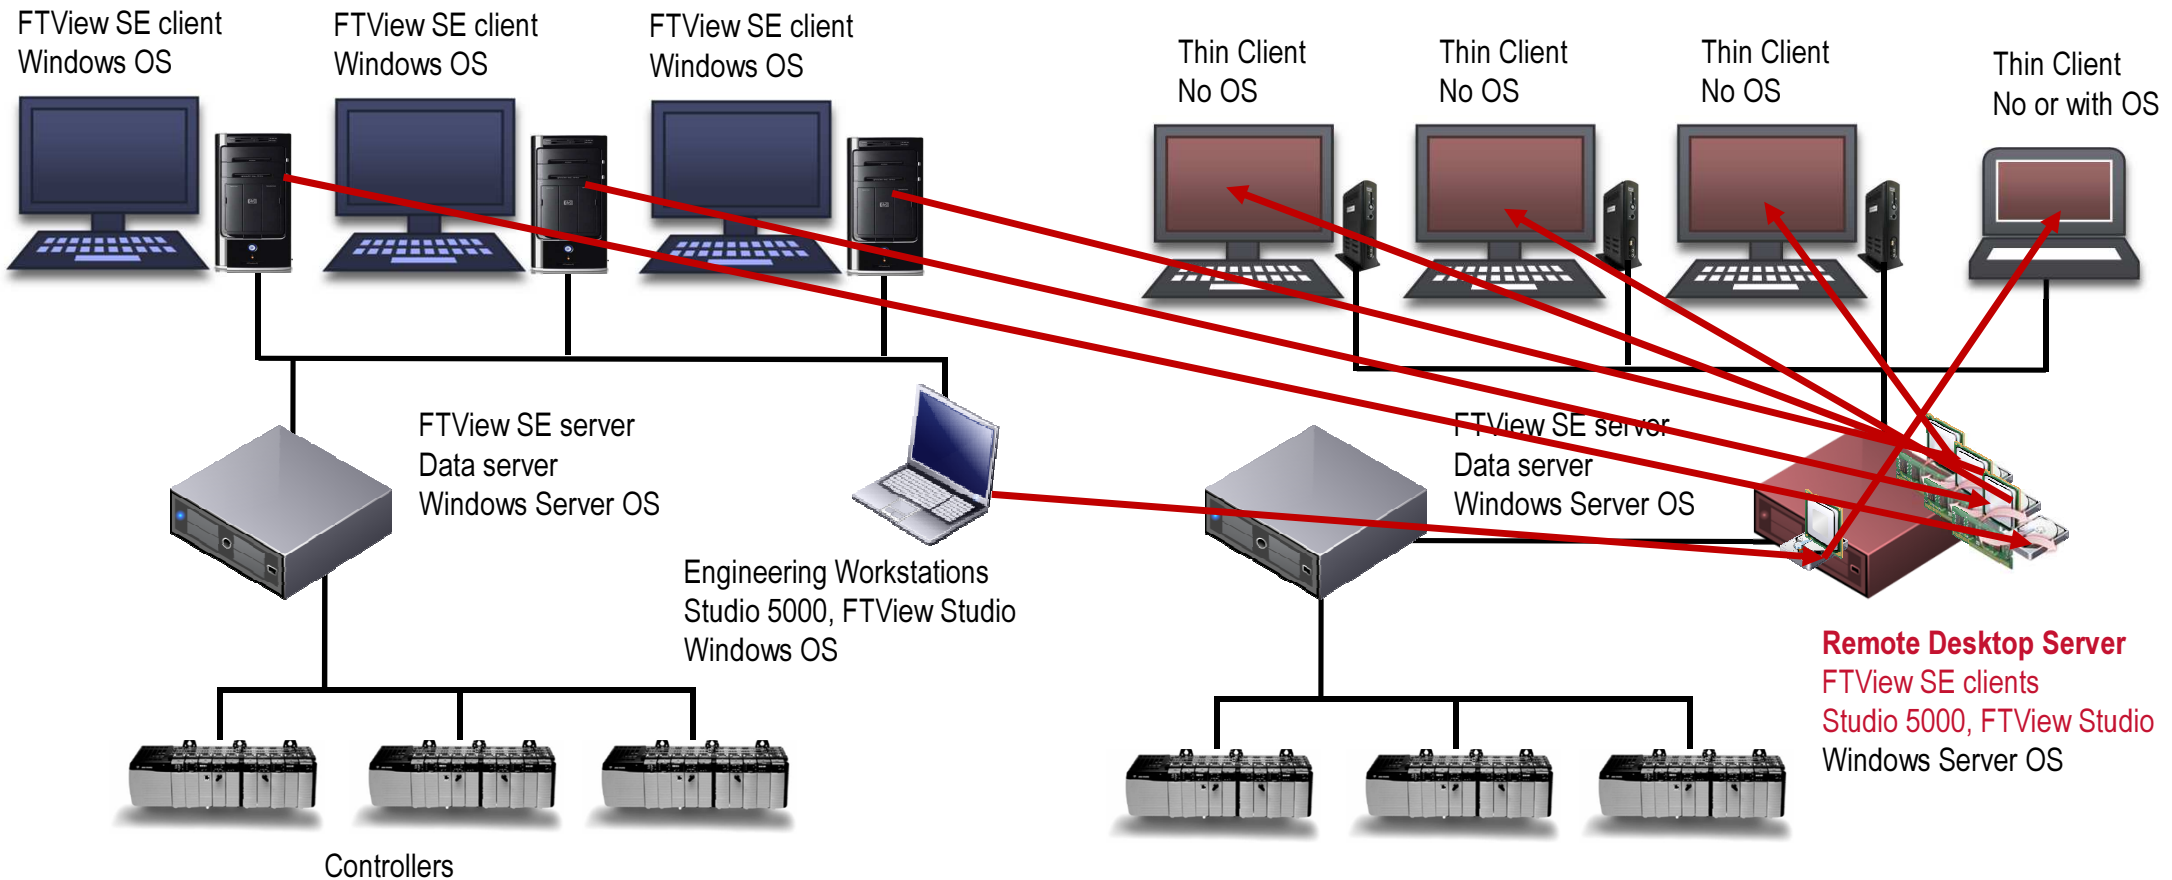 FTView SE client
Windows OS
FTView SE client
Windows OS
FTView SE client
Windows OS
Thin Client
No OS
Thin Client
No OS
Thin Client
No OS
Thin Client
No or with OS
FTView SE server
Data server
Windows Server OS
Engineering Workstations
Studio 5000, FTView Studio
Windows OS
FTView SE server
Data server
Windows Server OS
Remote Desktop Server
FTView SE clients
Studio 5000, FTView Studio
Windows Server OS
Controllers